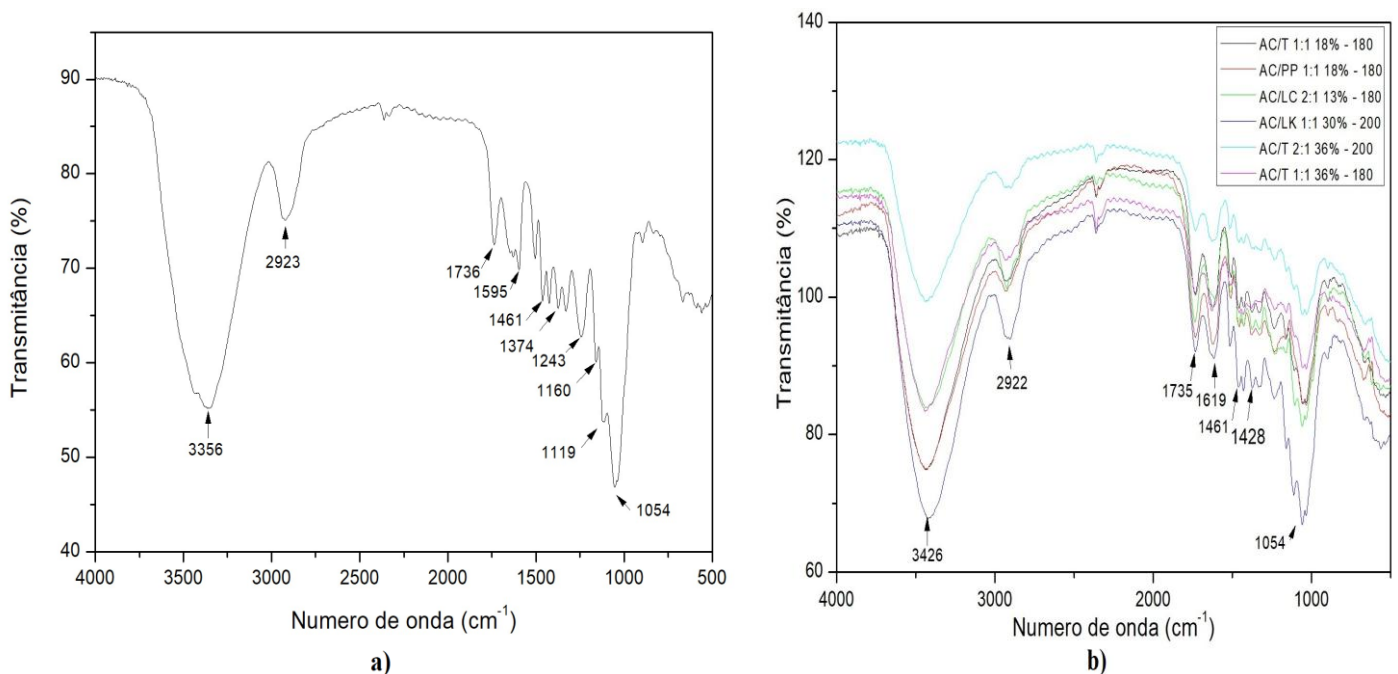 Transmitância (%)
90
80
70
60
50
40
3356
2923
1736
1595
1461
1374
1243
1160
1119
1054
4000 3500 3000 2500 2000 1500 1000 500
Numero de onda (cm-1)
a)
Transmitância (%)
140
120
100
80
60
AC/T 1:1 18% - 180
AC/PP 1:1 18% - 180
AC/LC 2:1 13% - 180
AC/LK 1:1 30% - 200
AC/T 2:1 36% - 200
AC/T 1:1 36% - 180
3426
2922
1735
1619
1461
1428
1054
4000 3000 2000 1000
Numero de onda (cm-1)
b)